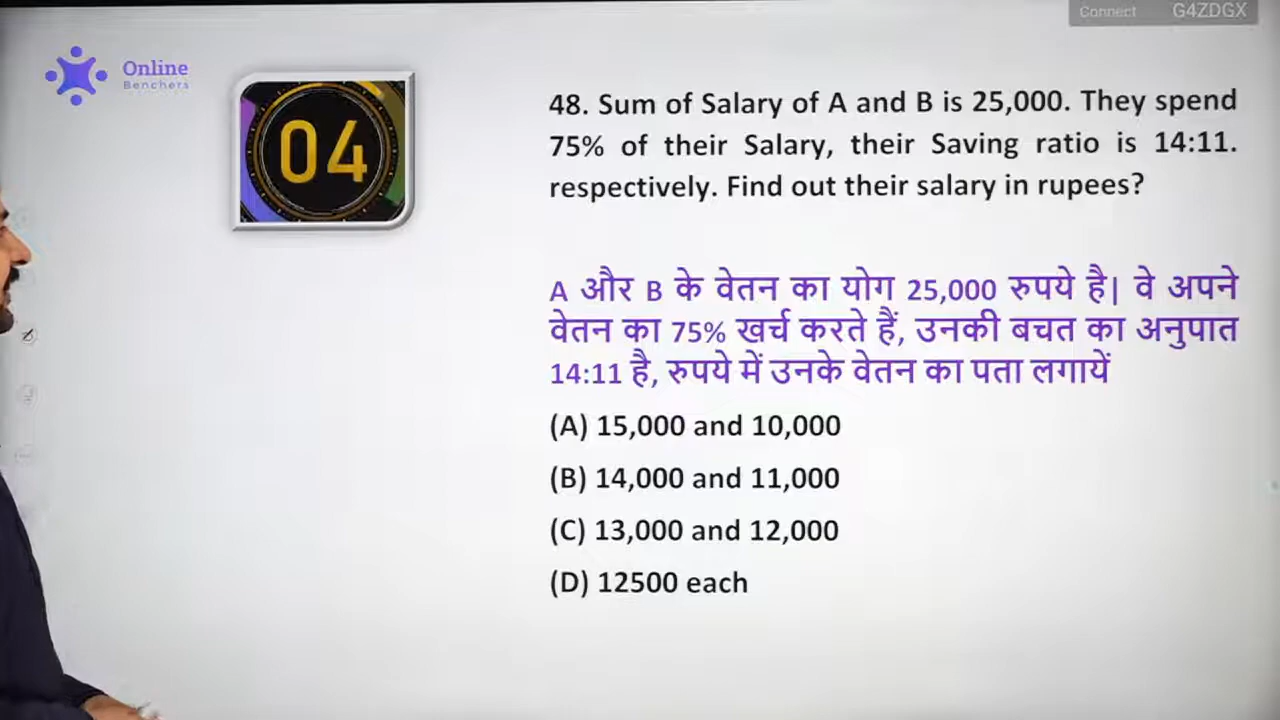 Connect G4ZDGX
Online
Benchers
04
48. Sum of Salary of A and B is 25,000. They spend
75% of their Salary, their Saving ratio is 14:11.
respectively. Find out their salary in rupees?
A और B के वेतन का योग 25,000 रुपये है| वे अपने
वेतन का 75% खर्च करते हैं, उनकी बचत का अनुपात
14:11 है, रुपये में उनके वेतन का पता लगायें
(A) 15,000 and 10,000
(B) 14,000 and 11,000
(C) 13,000 and 12,000
(D) 12500 each